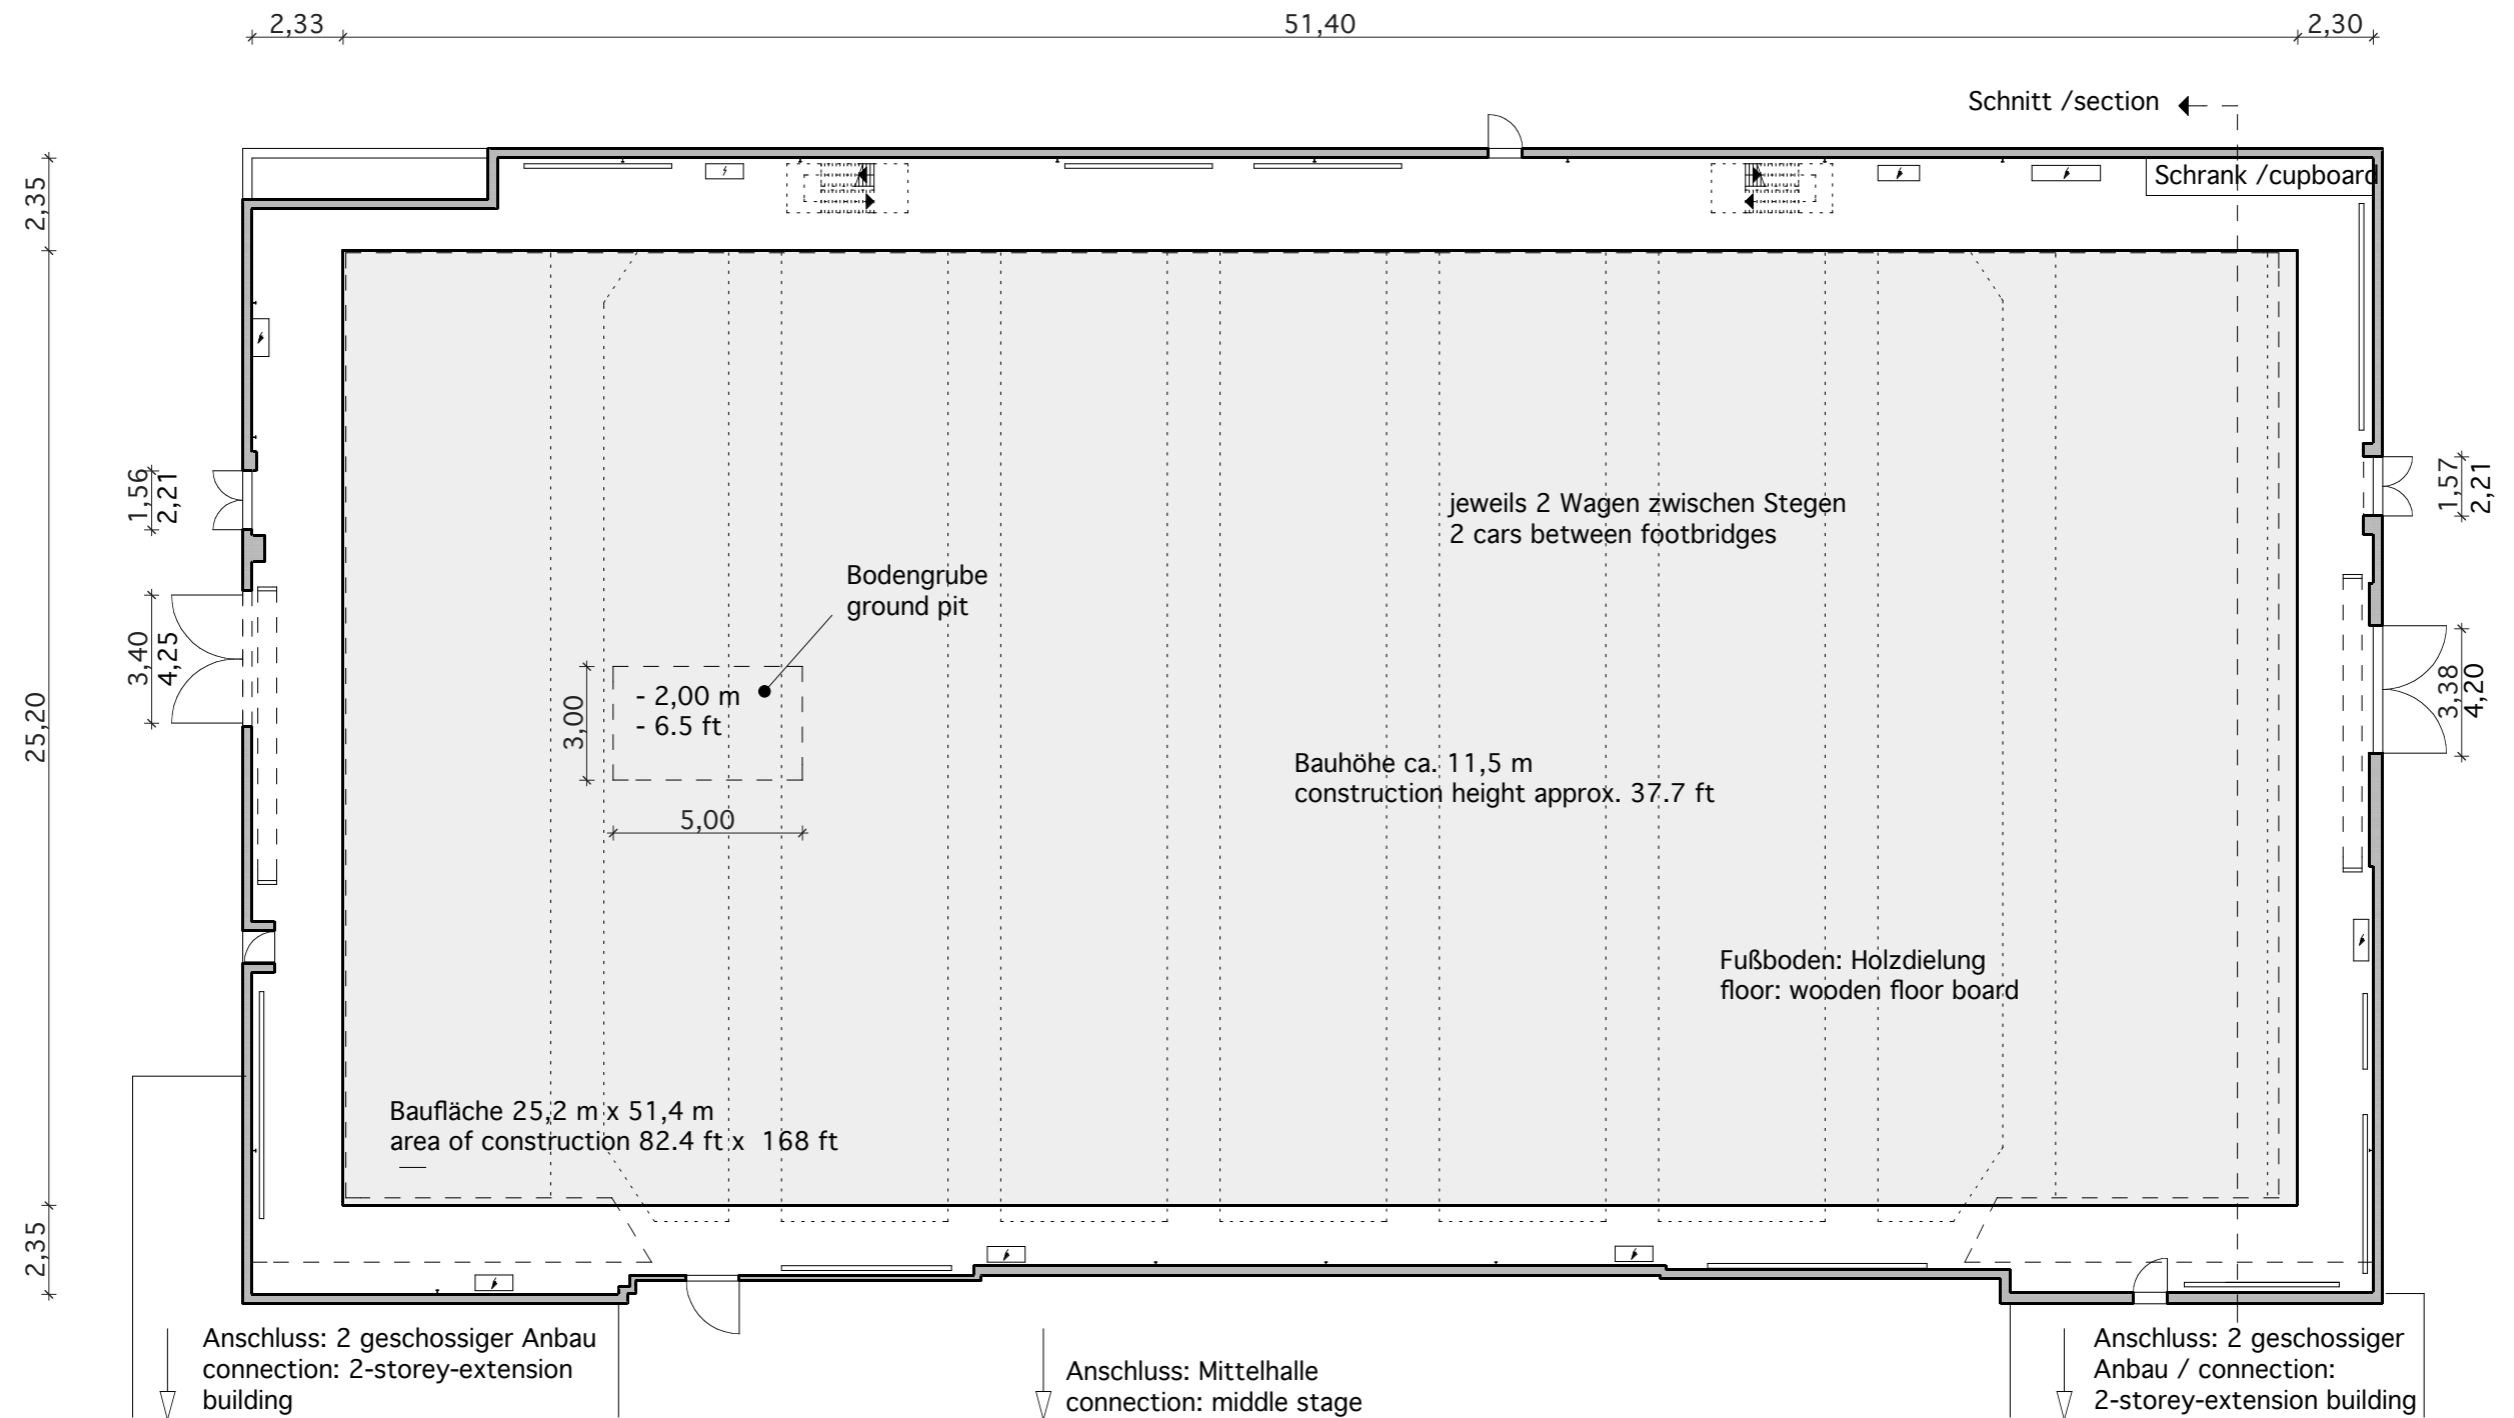 2,33
51,40
2,30
Schnitt /section
2,35
Schrank /cupboard
1,56
2,21
1,57
2,21
jeweils 2 Wagen zwischen Stegen
2 cars between footbridges
Bodengrube
ground pit
3,40
4,25
3,38
4,20
- 2,00 m
- 6.5 ft
3,00
25,20
Bauhöhe ca. 11,5 m
construction height approx. 37.7 ft
5,00
Fußboden: Holzdielung
floor: wooden floor board
Baufläche 25,2 m x 51,4 m
area of construction 82.4 ft x 168 ft
2,35
Anschluss: 2 geschossiger Anbau
connection: 2-storey-extension
building
Anschluss: Mittelhalle
connection: middle stage
Anschluss: 2 geschossiger
Anbau / connection:
2-storey-extension building